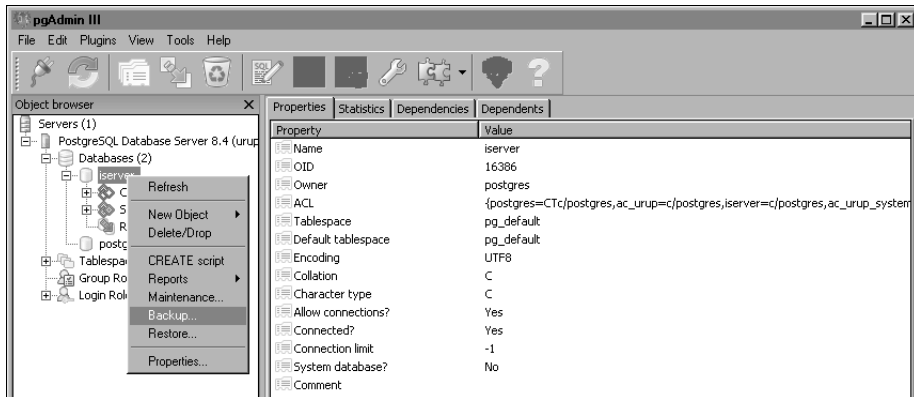 pgAdmin III
File Edit Plugins View Tools Help
SQL
Object browser
Servers (1)
PostgreSQL Database Server 8.4 (urup
Databases (2)
iserver
C
S
R
postg
Tablespa
Group Ro
Login Role
Refresh
New Object
Delete/Drop
CREATE script
Reports
Maintenance...
Backup...
Restore...
Properties...
Properties Statistics Dependencies Dependents
Property Value
Name iserver
OID 16386
Owner postgres
ACL {postgres=CTc/postgres,ac_urup=c/postgres,iserver=c/postgres,ac_urup_system
Tablespace pg_default
Default tablespace pg_default
Encoding UTF8
Collation C
Character type C
Allow connections? Yes
Connected? Yes
Connection limit -1
System database? No
Comment